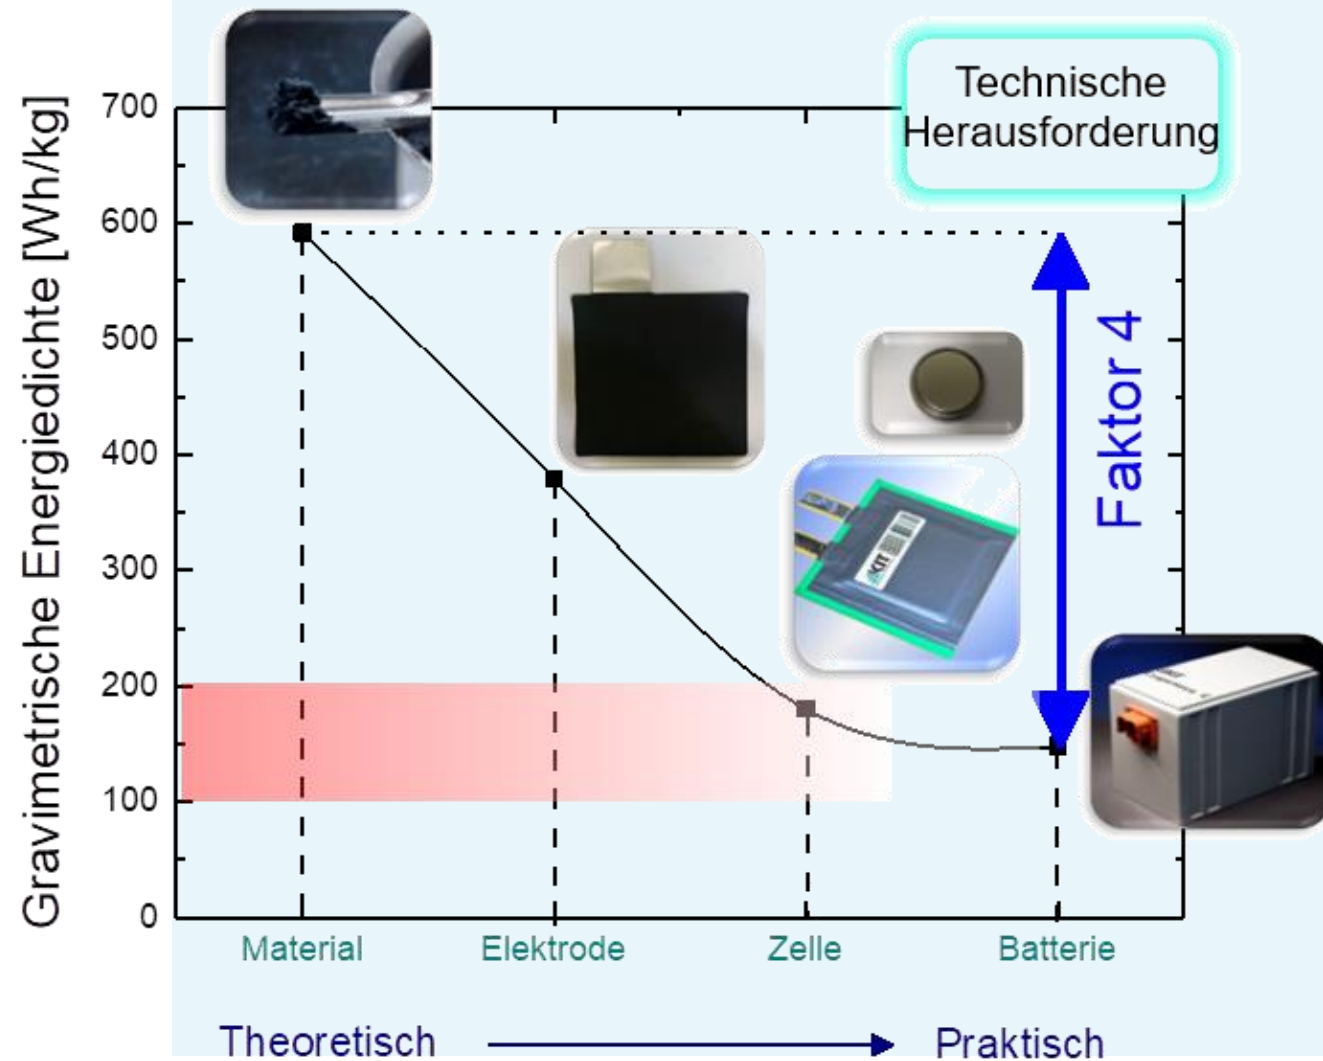 Technische
Herausforderung
Gravimetrische Energiedichte [Wh/kg]
700
600
500
400
300
200
100
0
Faktor 4
KIT
Material
Elektrode
Zelle
Batterie
Theoretisch
Praktisch